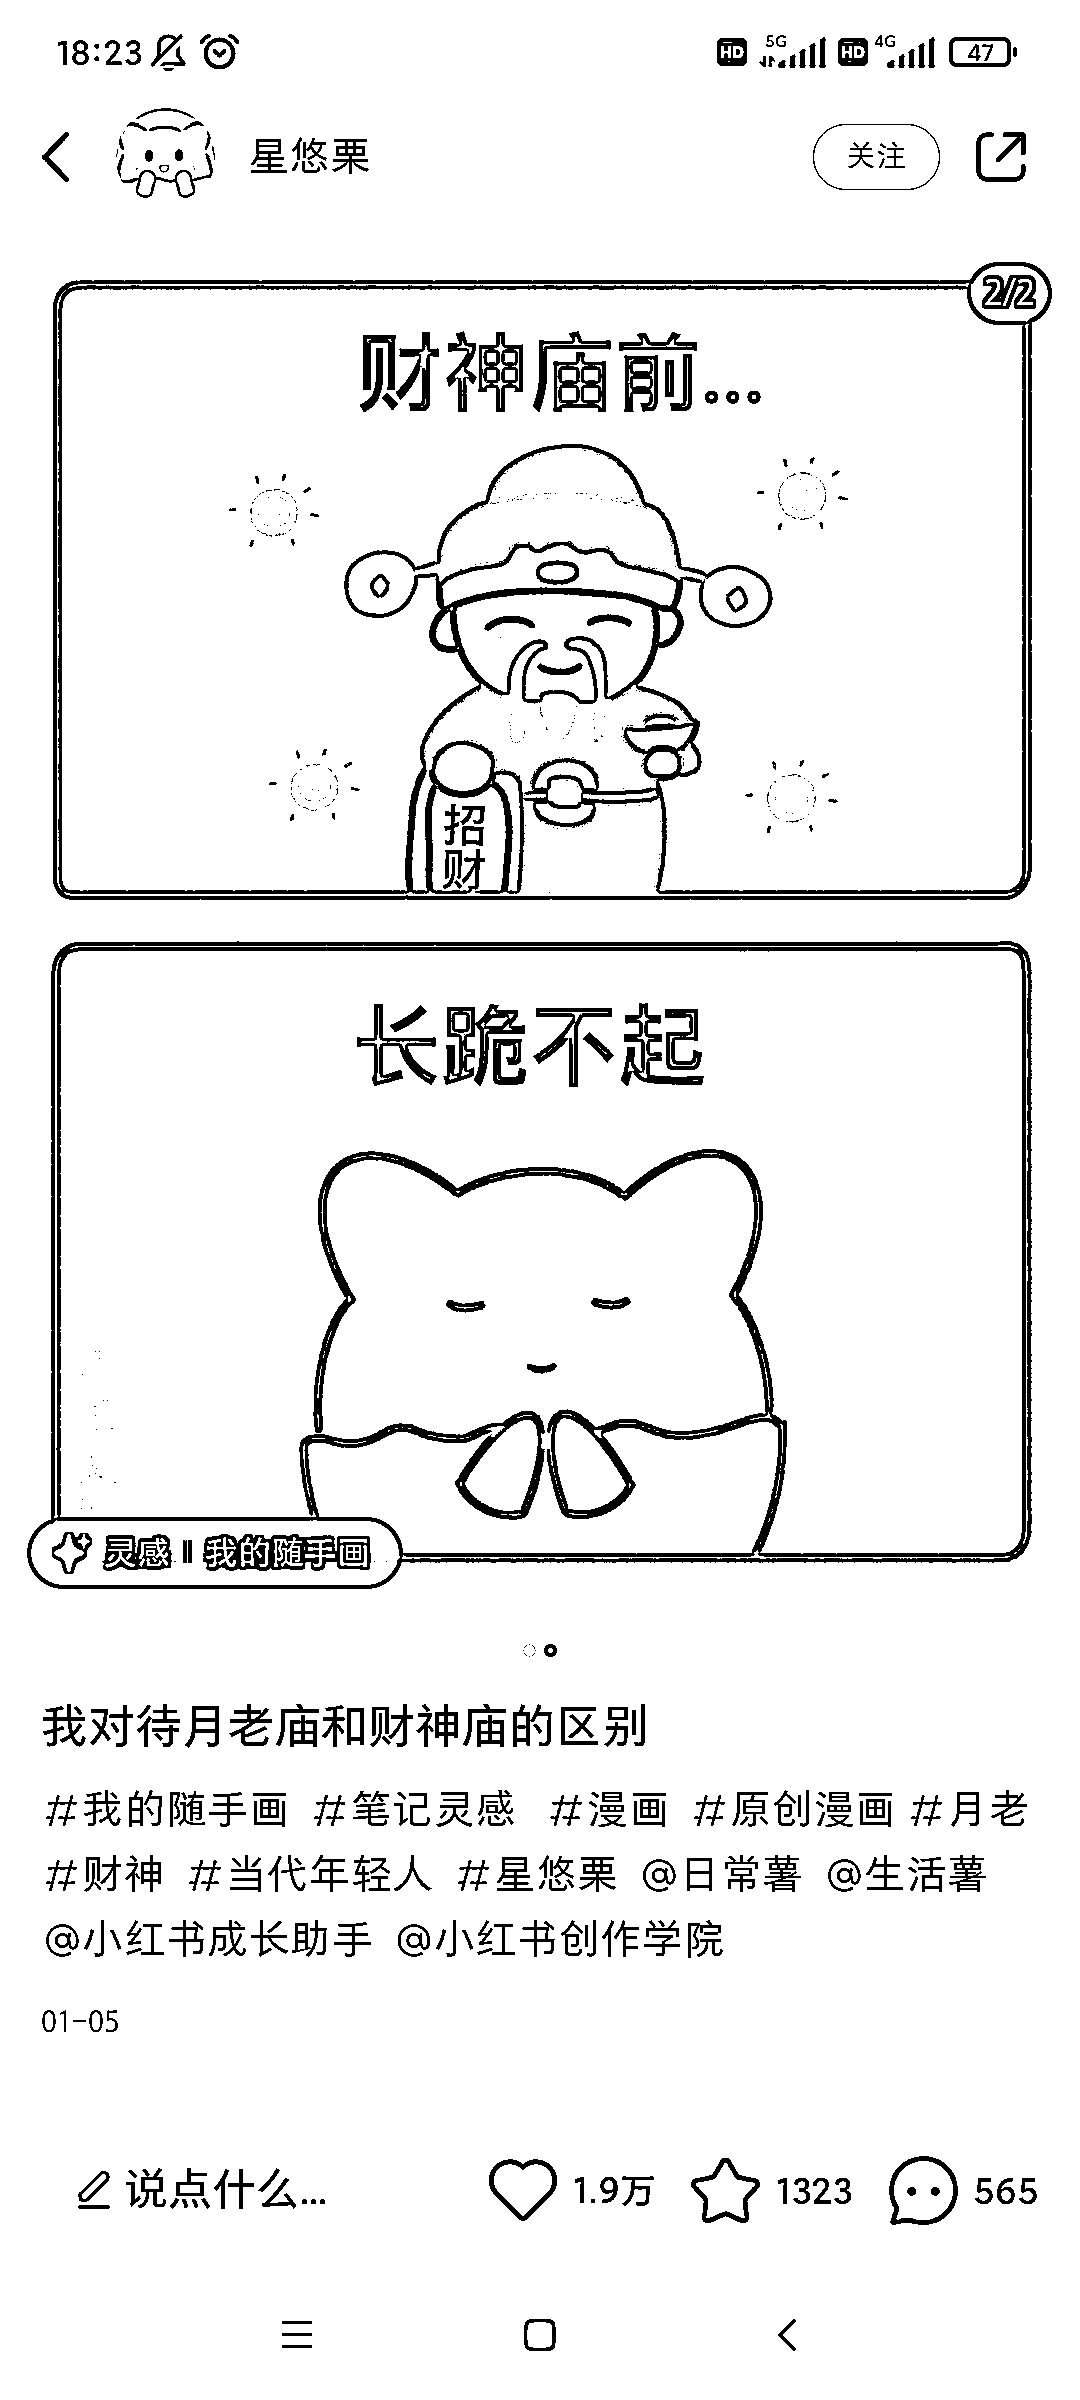 18:23
HD 5G HD 4G 47
星悠栗
关注
2/2
财神庙前...
招
财
长跪不起
灵感 || 我的随手画
我对待月老庙和财神庙的区别
#我的随手画 #笔记灵感 #漫画 #原创漫画 #月老
#财神 #当代年轻人 #星悠栗 @日常薯 @生活薯
@小红书成长助手 @小红书创作学院
01-05
说点什么...
1.9万
1323
565